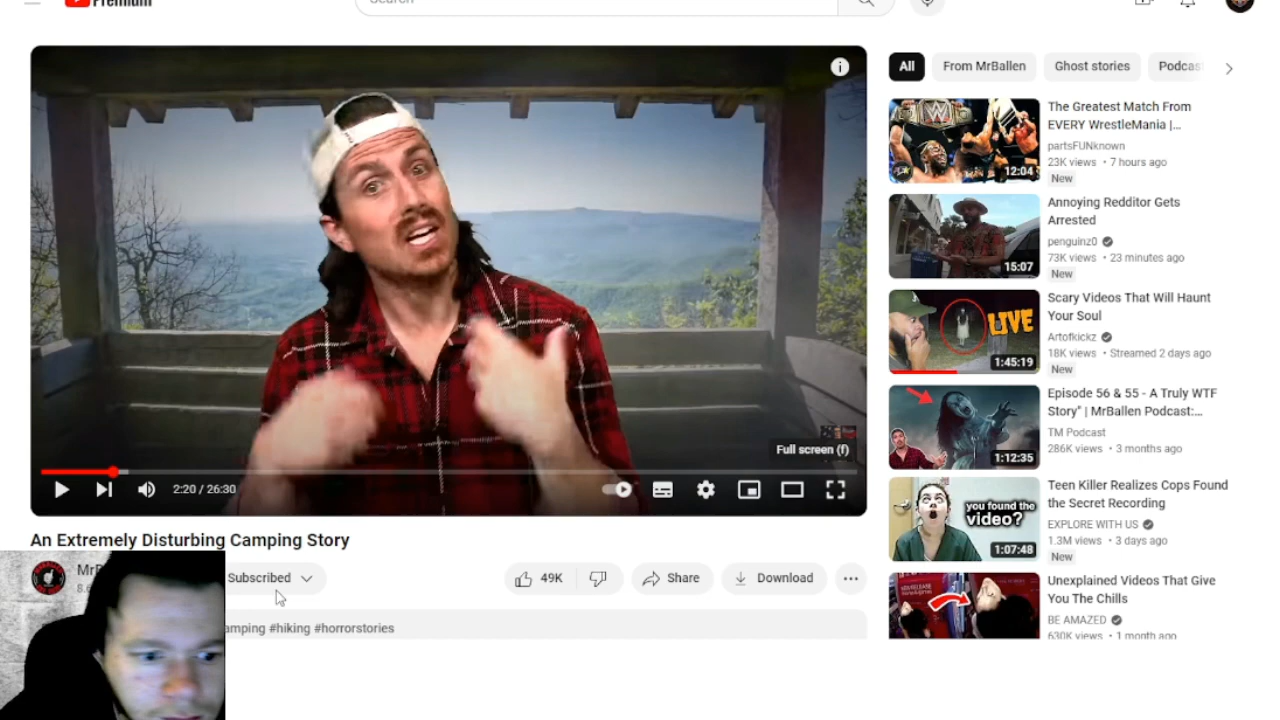 Premium
Search
All
From MrBallen
Ghost stories
The Greatest Match From
EVERY WrestleMania |...
partsFUNknown
23K views • 7 hours ago
New
12:04
Annoying Redditor Gets
Arrested
penguinz0
73K views • 23 minutes ago
New
15:07
Scary Videos That Will Haunt
Your Soul
Artofkickz
18K views • Streamed 2 days ago
New
LIVE
1:45:19
Episode 56 & 55 - A Truly WTF
Story" | MrBallen Podcast:...
TM Podcast
286K views • 3 months ago
1:12:35
Teen Killer Realizes Cops Found
the Secret Recording
EXPLORE WITH US
1.3M views • 3 days ago
New
you found the
video?
1:07:48
Unexplained Videos That Give
You The Chills
BE AMAZED
630K views • 1 month ago
Full screen (f)
2:20 / 26:30
An Extremely Disturbing Camping Story
Subscribed
49K
Share
Download
#hiking #horrorstories